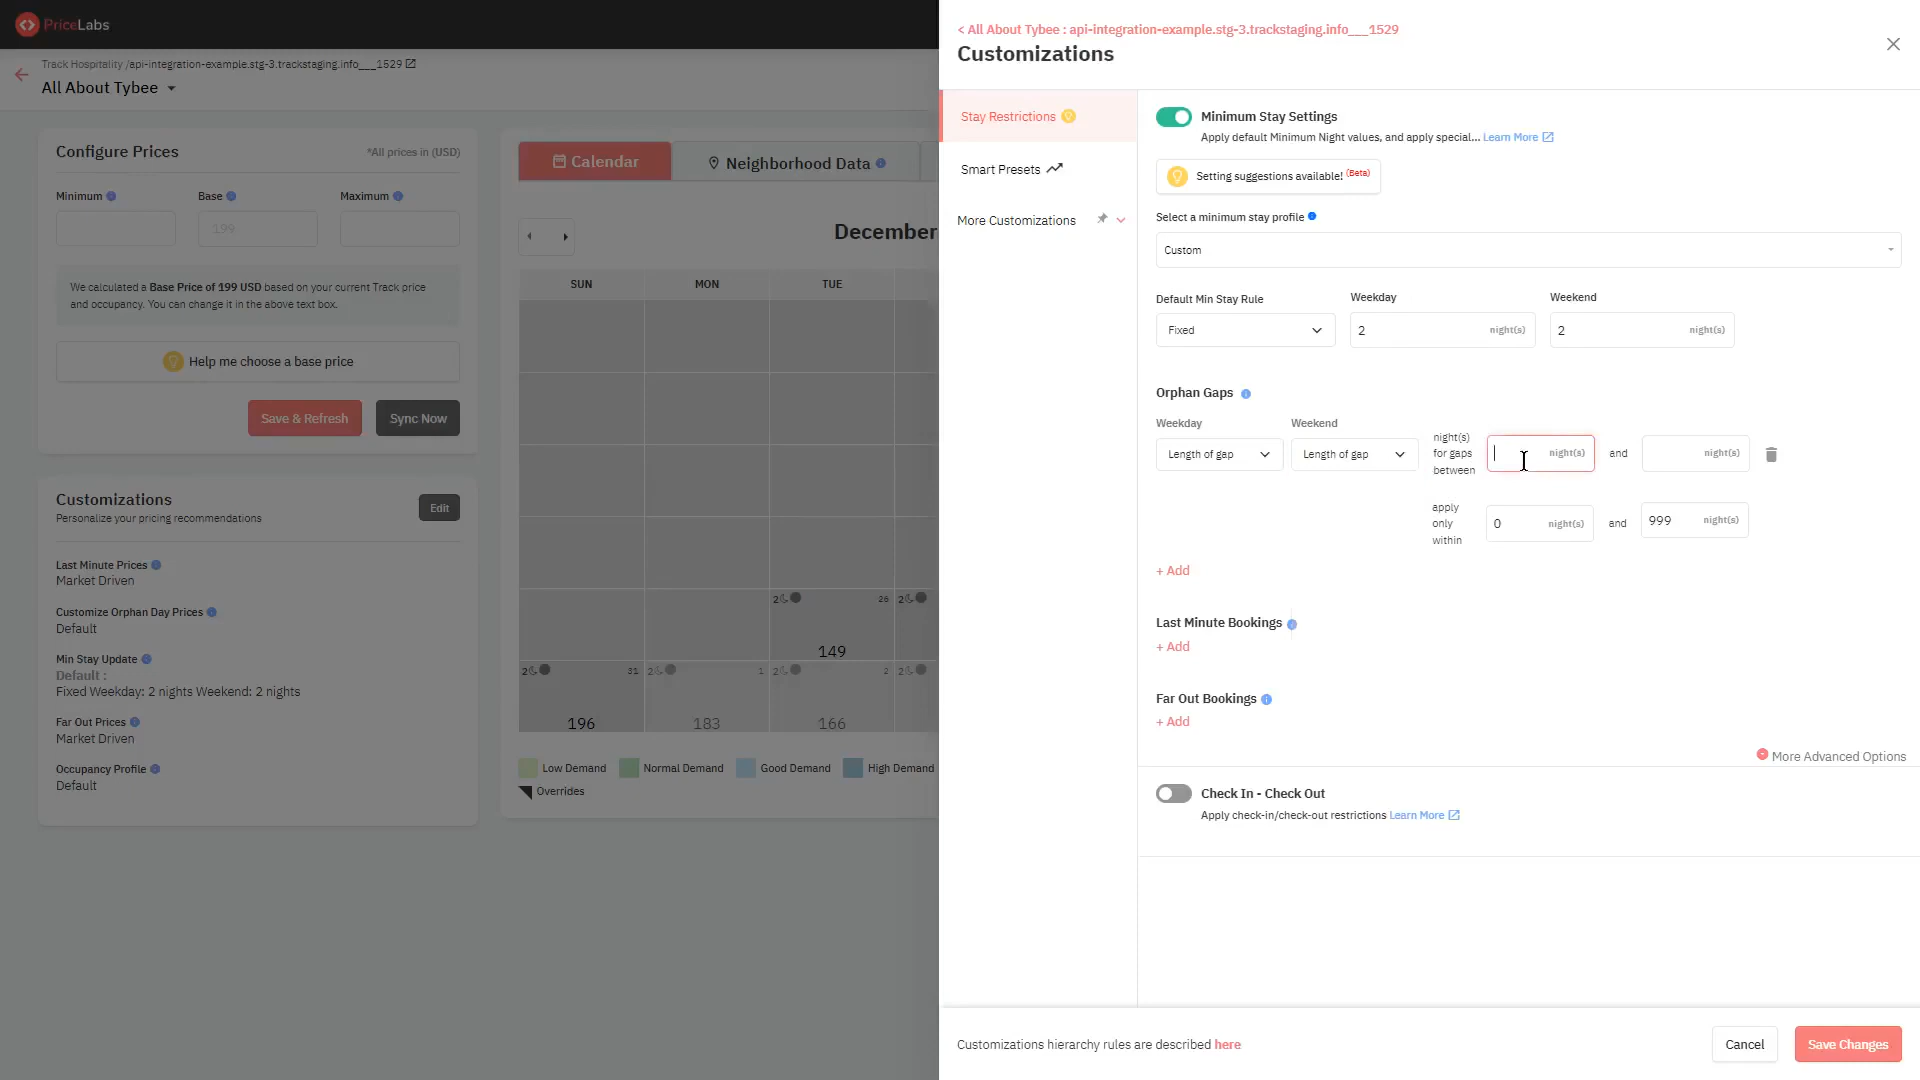 PriceLabs
Track Hospitality /api-integration-example.stg-3.trackstaging.info___1529
All About Tybee
Configure Prices
*All prices in (USD)
Minimum
Base
Maximum
199
We calculated a Base Price of 199 USD based on your current Track price
and occupancy. You can change it in the above text box.
Help me choose a base price
Save & Refresh
Sync Now
Customizations
Personalize your pricing recommendations
Edit
Last Minute Prices
Market Driven
Customize Orphan Day Prices
Default
Min Stay Update
Default :
Fixed Weekday: 2 nights Weekend: 2 nights
Far Out Prices
Market Driven
Occupancy Profile
Default
Calendar
Neighborhood Data
December
SUN
MON
TUE
2
26
2
149
2
31
2
1
2
2
2
196
183
166
Low Demand
Normal Demand
Good Demand
High Demand
Overrides
< All About Tybee : api-integration-example.stg-3.trackstaging.info___1529
Customizations
Stay Restrictions
Smart Presets
More Customizations
Minimum Stay Settings
Apply default Minimum Night values, and apply special... Learn More
Setting suggestions available! (Beta)
Select a minimum stay profile
Custom
Default Min Stay Rule
Weekday
Weekend
Fixed
2 night(s)
2 night(s)
Orphan Gaps
Weekday
Weekend
Length of gap
Length of gap
night(s)
for gaps
between
night(s)
and
night(s)
apply
only
within
0 night(s)
and
999 night(s)
+ Add
Last Minute Bookings
+ Add
Far Out Bookings
+ Add
More Advanced Options
Check In - Check Out
Apply check-in/check-out restrictions Learn More
Customizations hierarchy rules are described here
Cancel
Save Changes